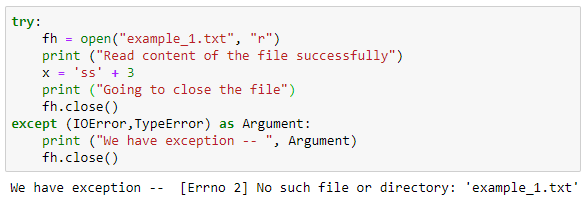 try:
    fh = open("example_1.txt", "r")
    print ("Read content of the file successfully")
    x = 'ss' + 3
    print ("Going to close the file")
    fh.close()
except (IOError,TypeError) as Argument:
    print ("We have exception -- ", Argument)
    fh.close()
We have exception --  [Errno 2] No such file or directory: 'example_1.txt'